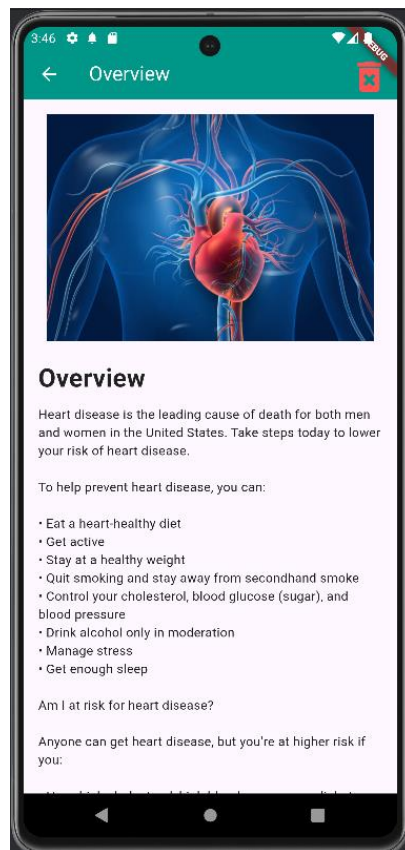 3:46
DEBUG
Overview
Overview
Heart disease is the leading cause of death for both men
and women in the United States. Take steps today to lower
your risk of heart disease.
To help prevent heart disease, you can:
• Eat a heart-healthy diet
• Get active
• Stay at a healthy weight
• Quit smoking and stay away from secondhand smoke
• Control your cholesterol, blood glucose (sugar), and
blood pressure
• Drink alcohol only in moderation
• Manage stress
• Get enough sleep
Am I at risk for heart disease?
Anyone can get heart disease, but you're at higher risk if
you: